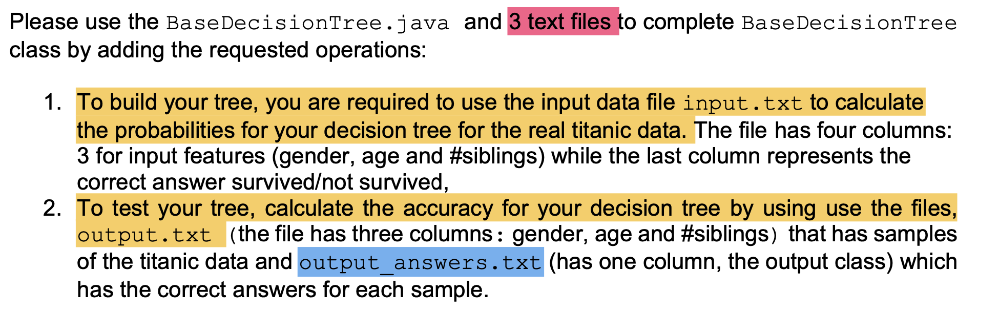 Please use the BaseDecisionTree.java and 3 text files to complete BaseDecisionTree
class by adding the requested operations:
1. To build your tree, you are required to use the input data file input.txt to calculate
the probabilities for your decision tree for the real titanic data. The file has four columns:
3 for input features (gender, age and #siblings) while the last column represents the
correct answer survived/not survived,
2. To test your tree, calculate the accuracy for your decision tree by using use the files,
output.txt (the file has three columns: gender, age and #siblings) that has samples
of the titanic data and output_answers.txt (has one column, the output class) which
has the correct answers for each sample.